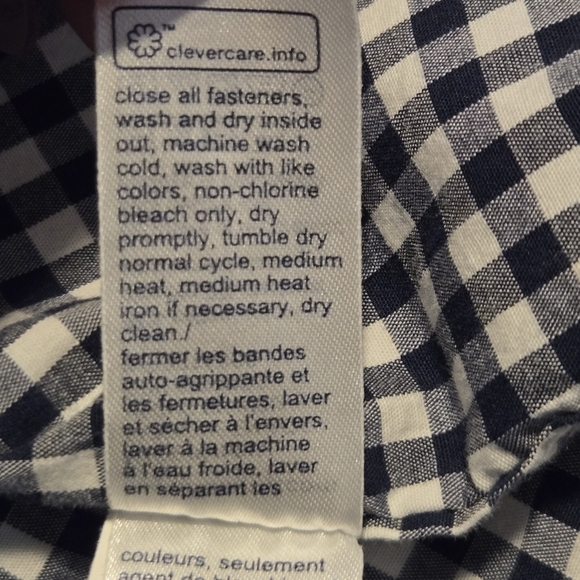 ™
clevercare.info
close all fasteners,
wash and dry inside
out, machine wash
cold, wash with like
colors, non-chlorine
bleach only, dry
promptly, tumble dry
normal cycle, medium
heat, medium heat
iron if necessary, dry
clean./
fermer les bandes
auto-agrippante et
les fermetures, laver
et sécher à l'envers,
laver à la machine
à l'eau froide, laver
en séparant les
couleurs, seulement
agent de